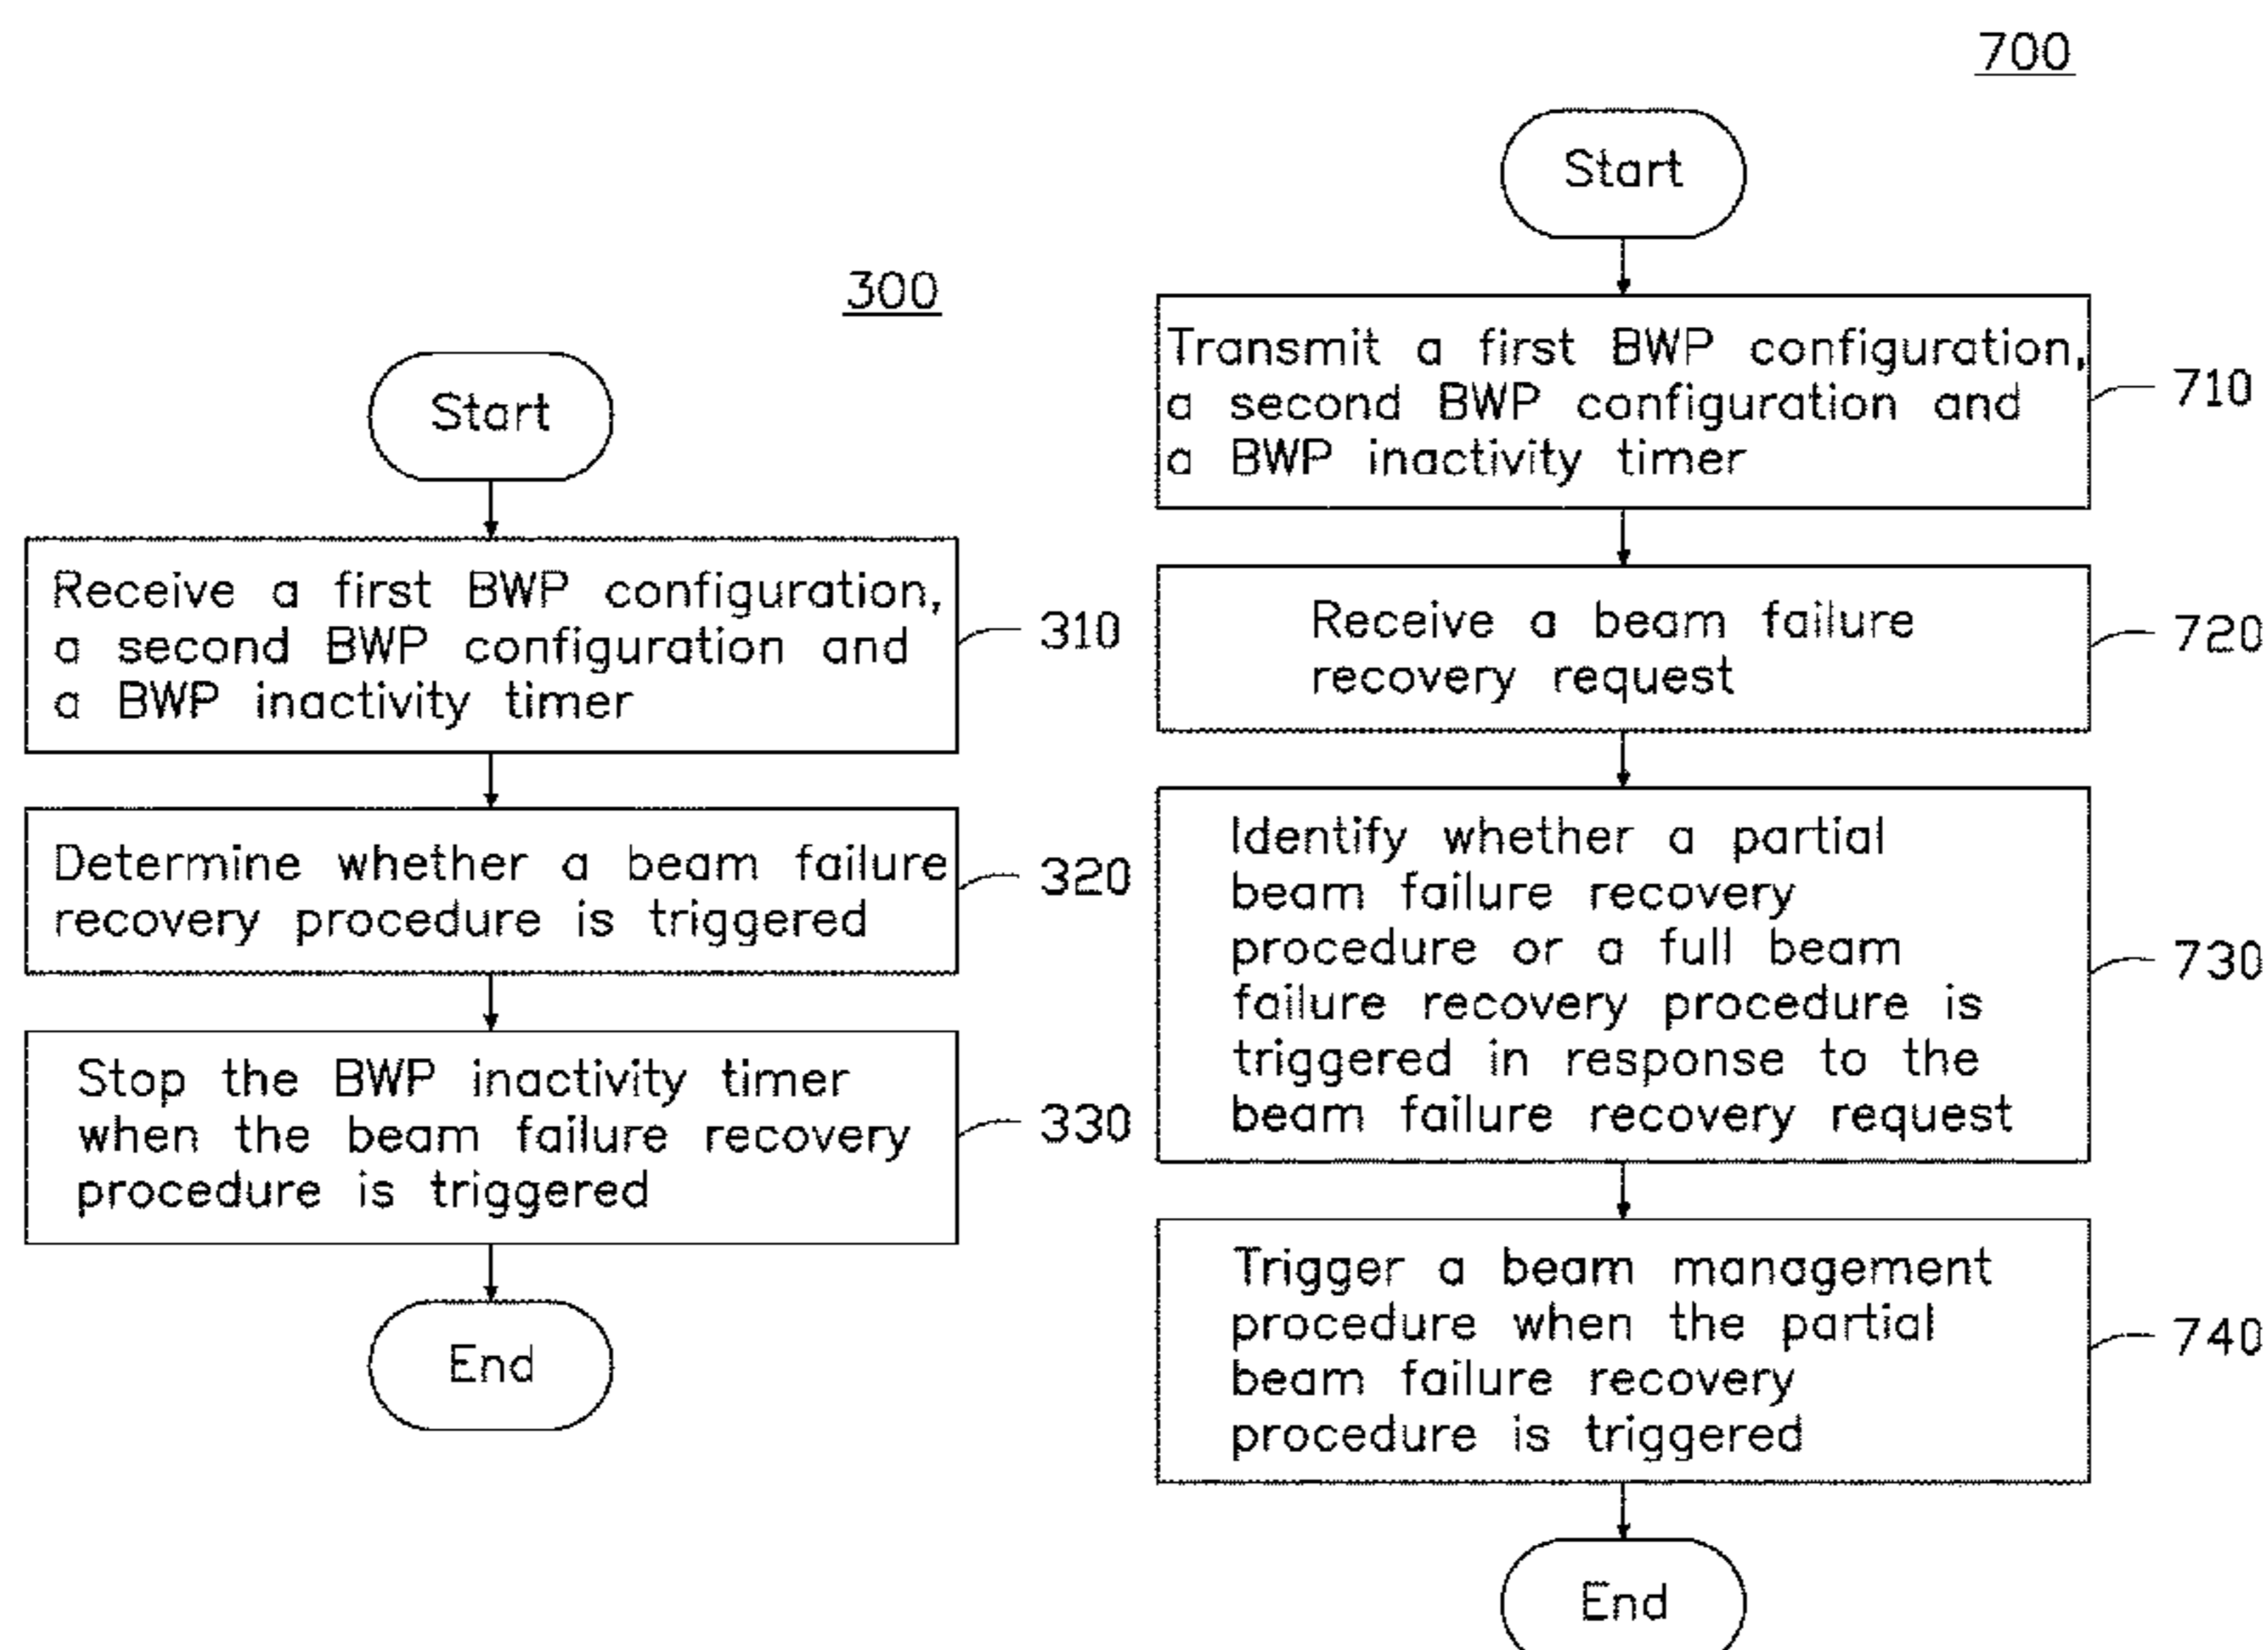 300
Start
Receive a first BWP configuration,
a second BWP configuration and
a BWP inactivity timer
310
Determine whether a beam failure
recovery procedure is triggered
320
Stop the BWP inactivity timer
when the beam failure recovery
procedure is triggered
330
End
700
Start
Transmit a first BWP configuration,
a second BWP configuration and
a BWP inactivity timer
710
Receive a beam failure
recovery request
720
Identify whether a partial
beam failure recovery
procedure or a full beam
failure recovery procedure is
triggered in response to the
beam failure recovery request
730
Trigger a beam management
procedure when the partial
beam failure recovery
procedure is triggered
740
End